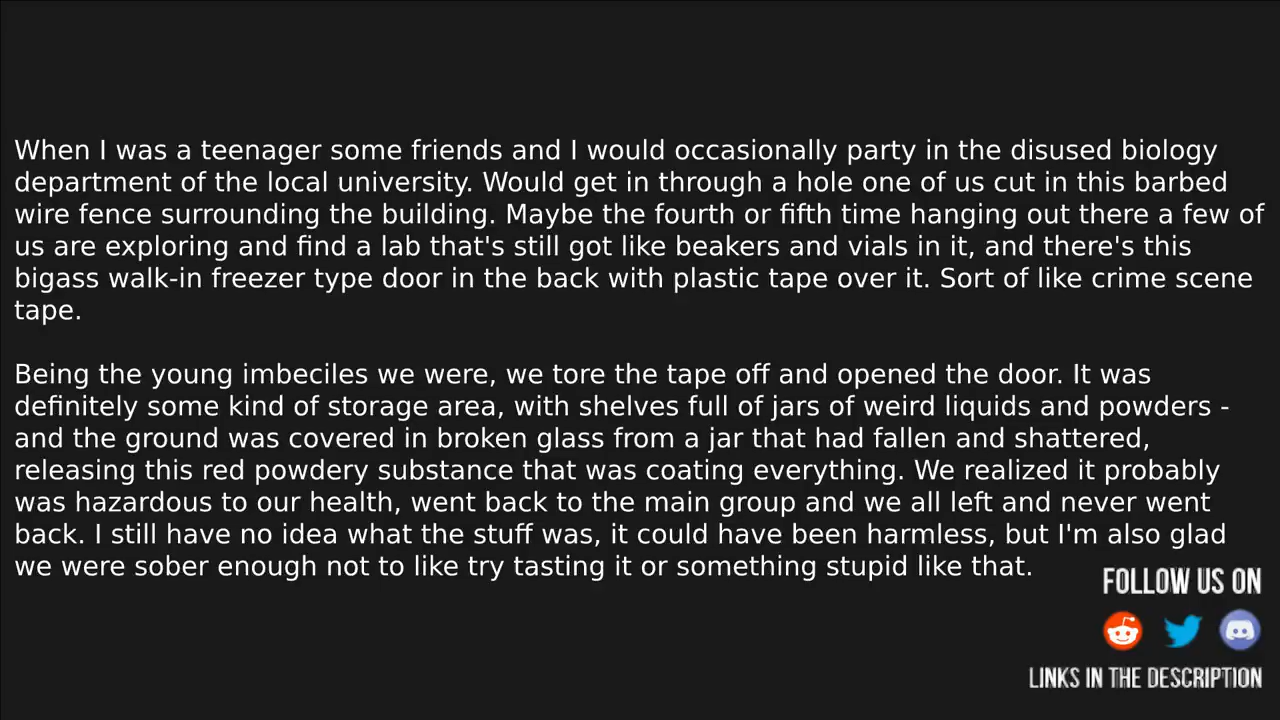 When I was a teenager some friends and I would occasionally party in the disused biology
department of the local university. Would get in through a hole one of us cut in this barbed
wire fence surrounding the building. Maybe the fourth or fifth time hanging out there a few of
us are exploring and find a lab that's still got like beakers and vials in it, and there's this
bigass walk-in freezer type door in the back with plastic tape over it. Sort of like crime scene
tape.
Being the young imbeciles we were, we tore the tape off and opened the door. It was
definitely some kind of storage area, with shelves full of jars of weird liquids and powders -
and the ground was covered in broken glass from a jar that had fallen and shattered,
releasing this red powdery substance that was coating everything. We realized it probably
was hazardous to our health, went back to the main group and we all left and never went
back. I still have no idea what the stuff was, it could have been harmless, but I'm also glad
we were sober enough not to like try tasting it or something stupid like that.
FOLLOW US ON
LINKS IN THE DESCRIPTION